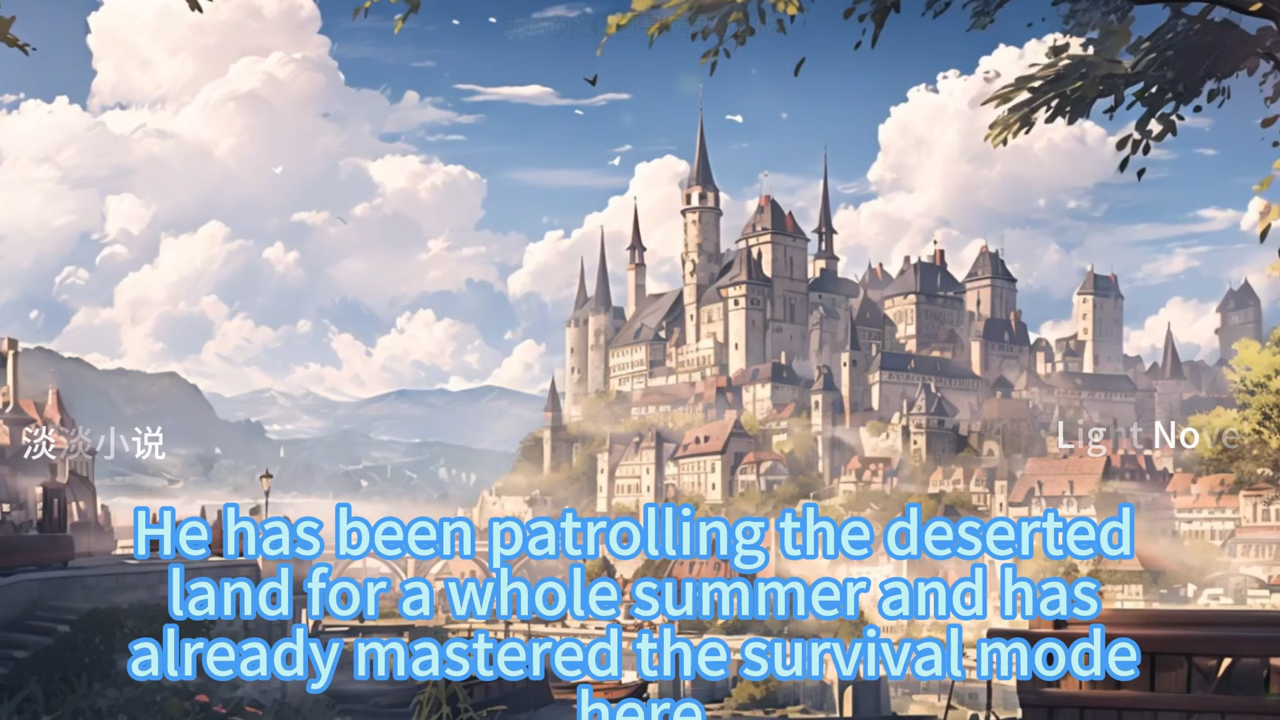 淡淡小说
Light Nove
He has been patrolling the deserted
land for a whole summer and has
already mastered the survival mode
here